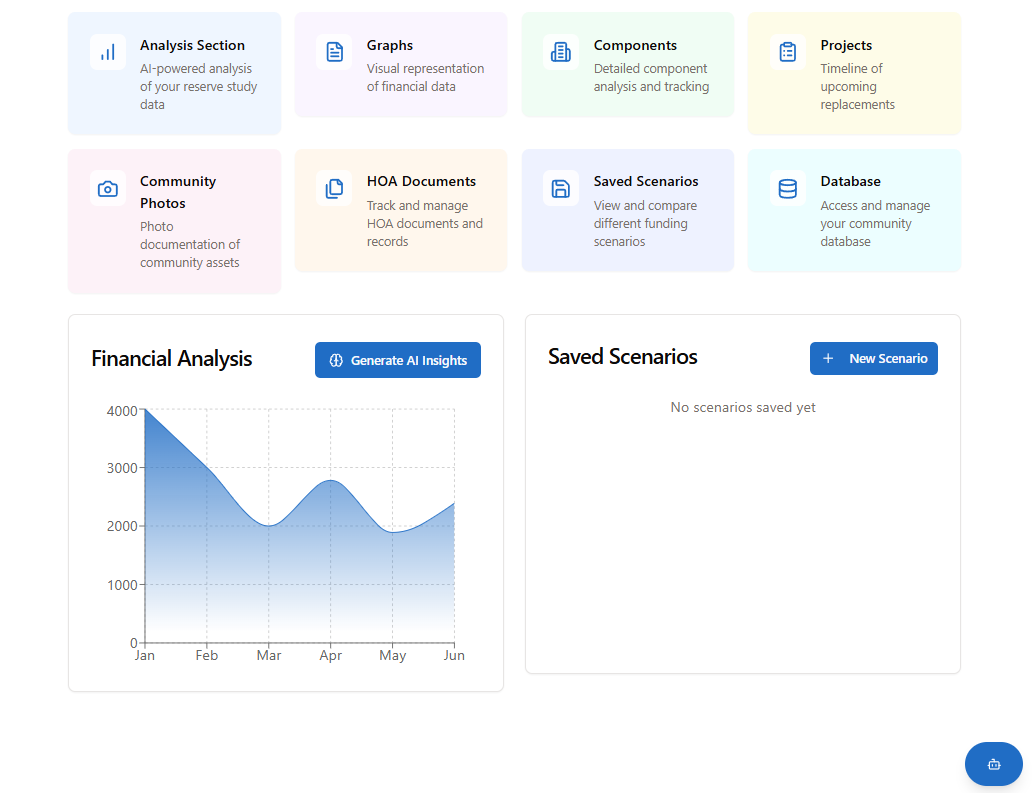 Analysis Section
AI-powered analysis
of your reserve study
data
Graphs
Visual representation
of financial data
Components
Detailed component
analysis and tracking
Projects
Timeline of
upcoming
replacements
Community
Photos
Photo
documentation of
community assets
HOA Documents
Track and manage
HOA documents and
records
Saved Scenarios
View and compare
different funding
scenarios
Database
Access and manage
your community
database
Financial Analysis
Generate AI Insights
4000
3000
2000
1000
0
Jan Feb Mar Apr May Jun
Saved Scenarios
New Scenario
No scenarios saved yet